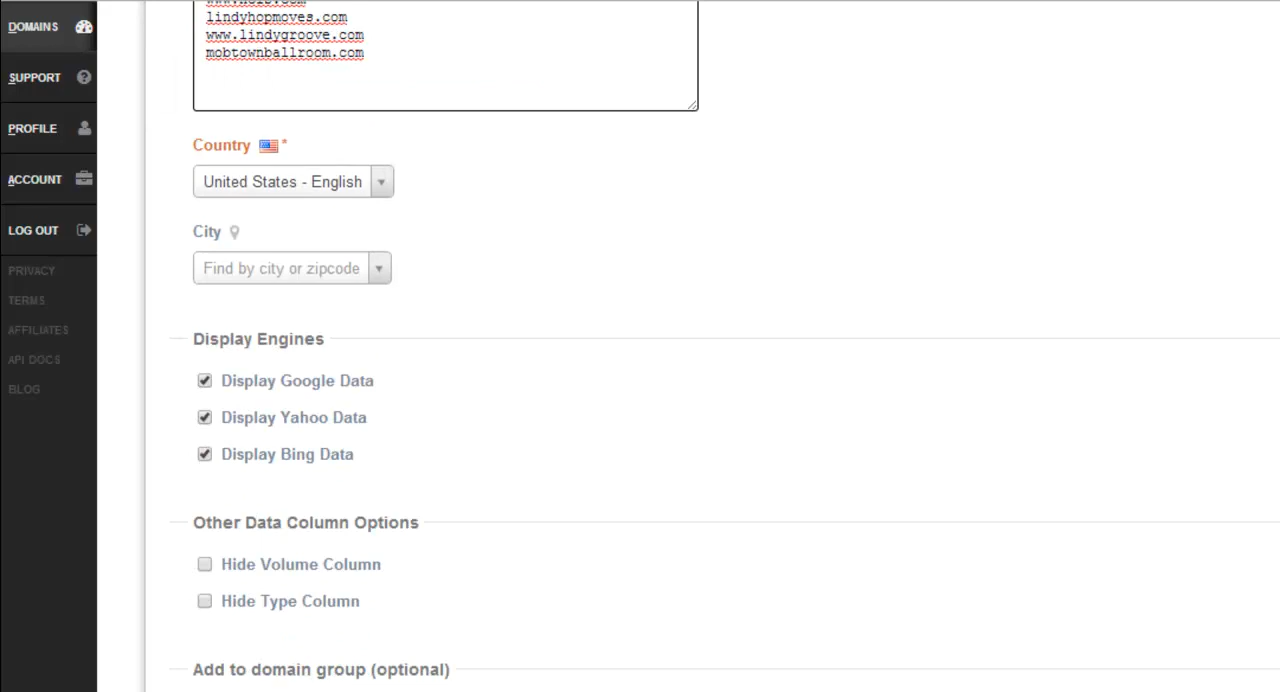 DOMAINS
SUPPORT
PROFILE
ACCOUNT
LOG OUT
PRIVACY
TERMS
AFFILIATES
API DOCS
BLOG
lindyhopmoves.com
www.lindygroove.com
mobtownballroom.com
Country *
United States - English
City
Find by city or zipcode
Display Engines
Display Google Data
Display Yahoo Data
Display Bing Data
Other Data Column Options
Hide Volume Column
Hide Type Column
Add to domain group (optional)